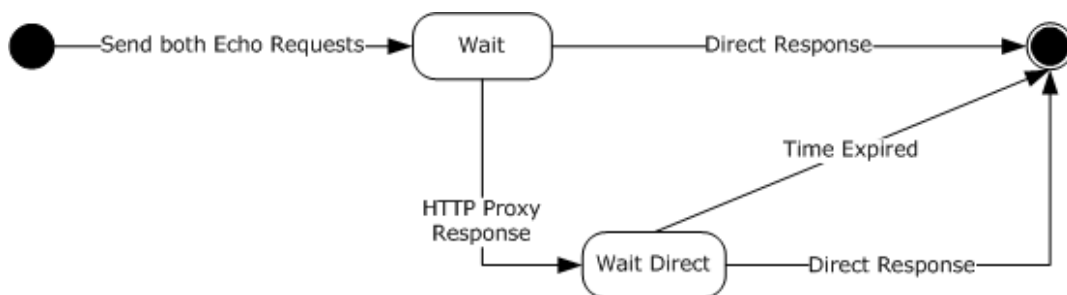 Send both Echo Requests
Wait
Direct Response
Time Expired
HTTP Proxy
Response
Wait Direct
Direct Response